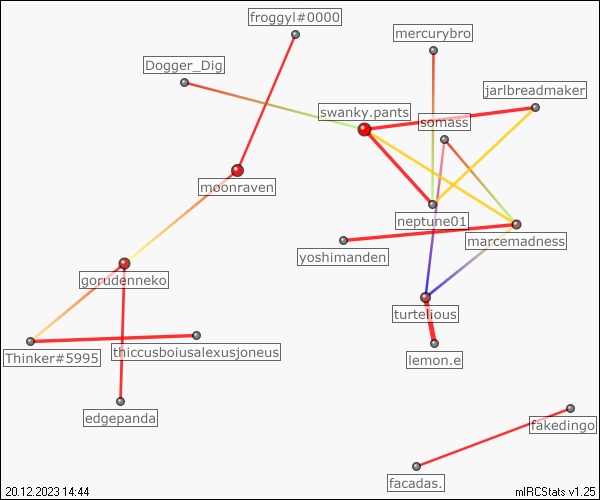 froggyl#0000
mercurybro
Dogger_Dig
jarlbreadmaker
swanky.pants
somass
moonraven
neptune01
marcemadness
yoshimanden
gorudenneko
turtelious
Thinker#5995
thiccusboiusalexusjoneus
lemon.e
edgepanda
fakedingo
facadas.
20.12.2023 14:44
mIRCStats v1.25